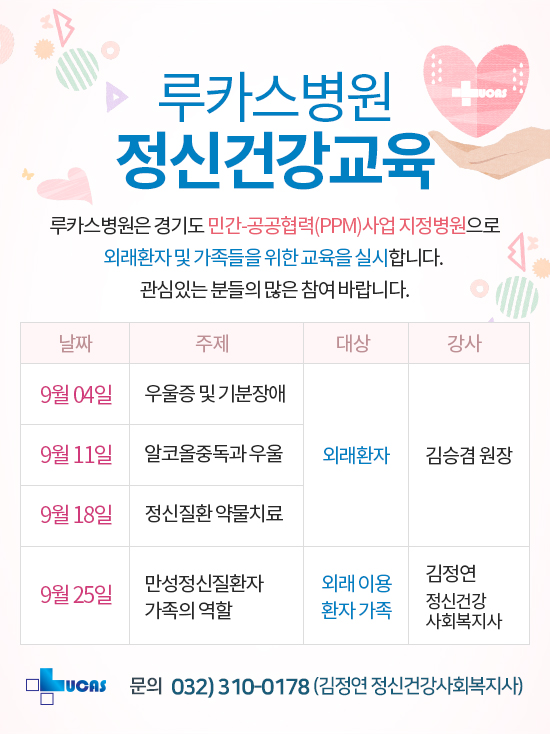 LUCAS
루카스병원
정신건강교육
루카스병원은 경기도 민간-공공협력(PPM)사업 지정병원으로
외래환자 및 가족들을 위한 교육을 실시합니다.
관심있는 분들의 많은 참여 바랍니다.
날짜 주제 대상 강사
9월 04일 우울증 및 기분장애
9월 11일 알코올중독과 우울 외래환자 김승겸 원장
9월 18일 정신질환 약물치료
9월 25일 만성정신질환자
가족의 역할
외래 이용
환자 가족
김정연
정신건강
사회복지사
LUCAS 문의 032) 310-0178 (김정연 정신건강사회복지사)